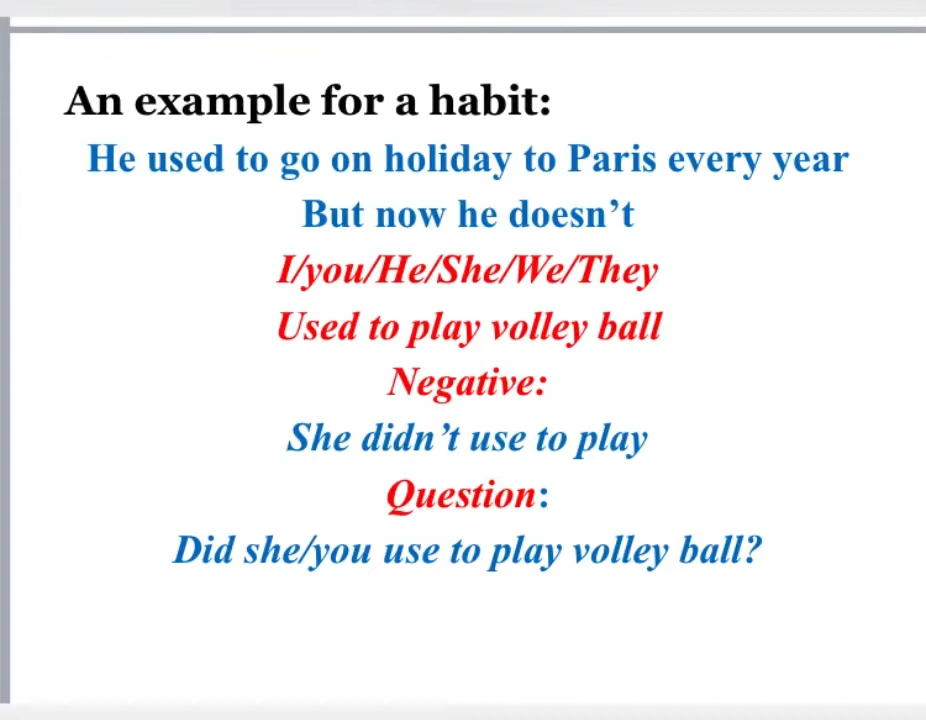 An example for a habit:
He used to go on holiday to Paris every year
But now he doesn’t
I/you/He/She/We/They
Used to play volley ball
Negative:
She didn’t use to play
Question:
Did she/you use to play volley ball?